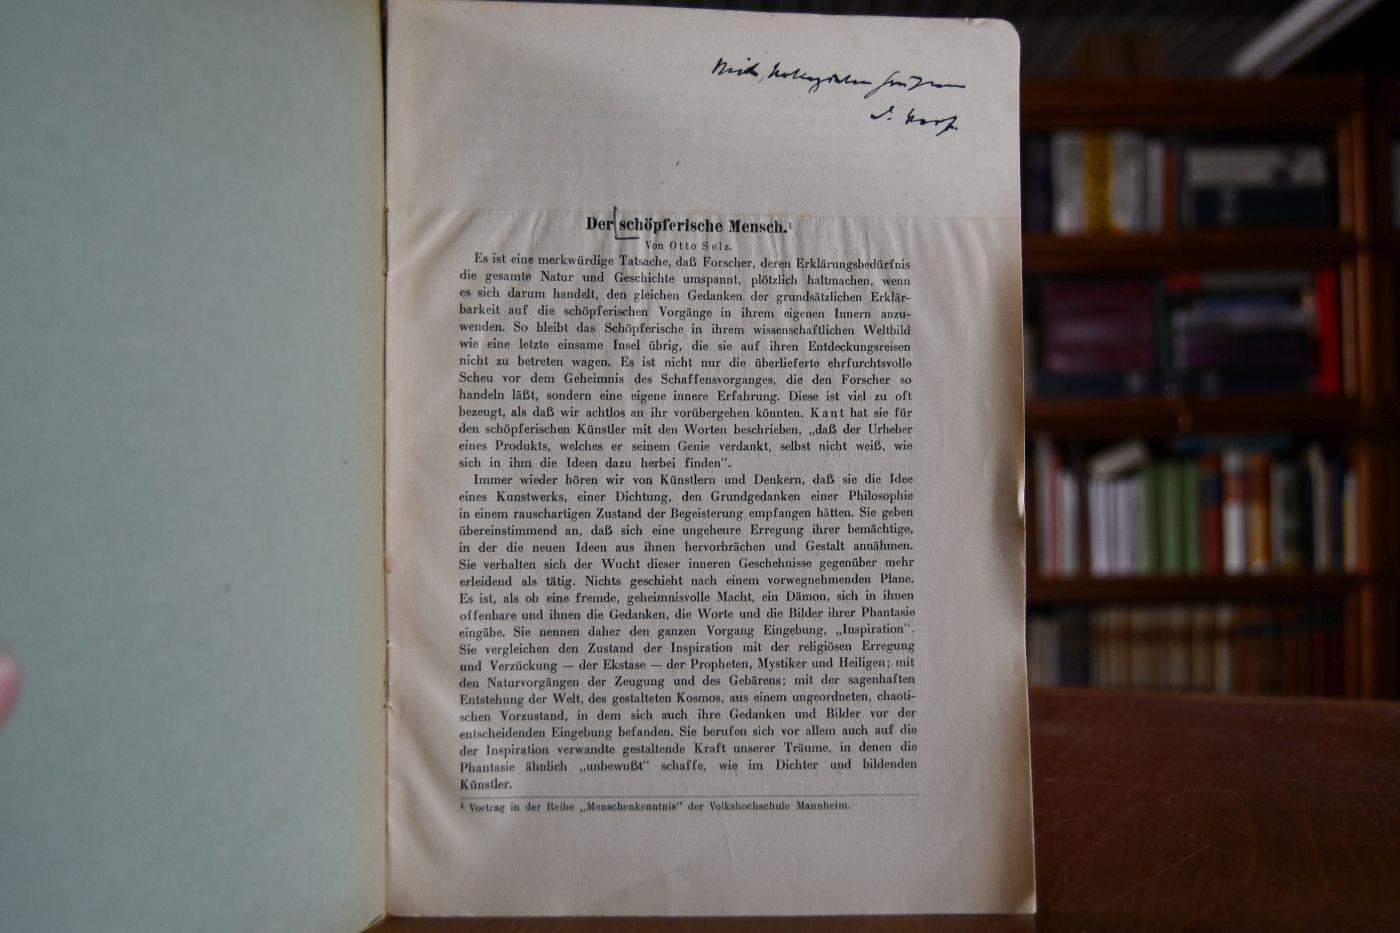 Der schöpferische Mensch.¹
Von Otto Selz.
Es ist eine merkwürdige Tatsache, daß Forscher, deren Erklärungsbedürfnis
die gesamte Natur und Geschichte umspannt, plötzlich haltmachen, wenn
es sich darum handelt, den gleichen Gedanken der grundsätzlichen Erklär-
barkeit auf die schöpferischen Vorgänge in ihrem eigenen Innern anzu-
wenden. So bleibt das Schöpferische in ihrem wissenschaftlichen Weltbild
wie eine letzte einsame Insel übrig, die sie auf ihren Entdeckungsreisen
nicht zu betreten wagen. Es ist nicht nur die überlieferte ehrfurchtsvolle
Scheu vor dem Geheimnis des Schaffensvorganges, die den Forscher so
handeln läßt, sondern eine eigene innere Erfahrung. Diese ist viel zu oft
bezeugt, als daß wir achtlos an ihr vorübergehen könnten. Kant hat sie für
den schöpferischen Künstler mit den Worten beschrieben, „daß der Urheber
eines Produkts, welches er seinem Genie verdankt, selbst nicht weiß, wie
sich in ihm die Ideen dazu herbei finden“.
Immer wieder hören wir von Künstlern und Denkern, daß sie die Idee
eines Kunstwerks, einer Dichtung, den Grundgedanken einer Philosophie
in einem rauschartigen Zustand der Begeisterung empfangen hätten. Sie geben
übereinstimmend an, daß sich eine ungeheure Erregung ihrer bemächtige,
in der die neuen Ideen aus ihnen hervorbrächen und Gestalt annähmen.
Sie verhalten sich der Wucht dieser inneren Geschehnisse gegenüber mehr
erleidend als tätig. Nichts geschieht nach einem vorwegnehmenden Plane.
Es ist, als ob eine fremde, geheimnisvolle Macht, ein Dämon, sich in ihnen
offenbare und ihnen die Gedanken, die Worte und die Bilder ihrer Phantasie
eingäbe. Sie nennen daher den ganzen Vorgang Eingebung, „Inspiration“.
Sie vergleichen den Zustand der Inspiration mit der religiösen Erregung
und Verzückung — der Ekstase — der Propheten, Mystiker und Heiligen; mit
den Naturvorgängen der Zeugung und des Gebärens; mit der sagenhaften
Entstehung der Welt, des gestalteten Kosmos, aus einem ungeordneten, chaoti-
schen Vorzustand, in dem sich auch ihre Gedanken und Bilder vor der
entscheidenden Eingebung befanden. Sie berufen sich vor allem auch auf die
der Inspiration verwandte gestaltende Kraft unserer Träume, in denen die
Phantasie ähnlich „unbewußt“ schaffe, wie im Dichter und bildenden
Künstler.
¹ Vortrag in der Reihe „Menschenkenntnis“ der Volkshochschule Mannheim.